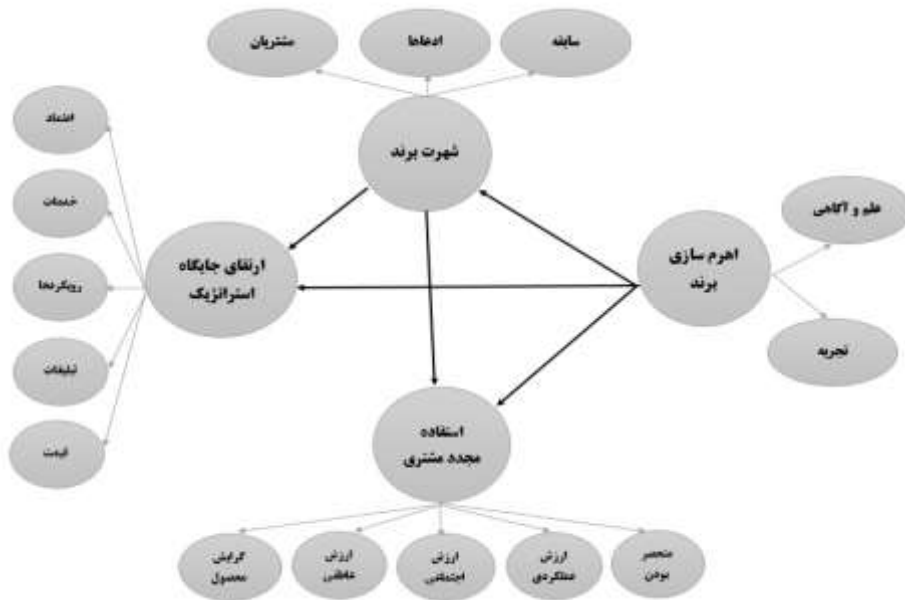 سابقه
ادعاها
مشتریان
شهرت برند
اعتماد
خدمات
رویکردها
تبلیغات
قیمت
ارتقای جایگاه
استراتژیک
اهرم سازی
برند
علم و آگاهی
تجربه
استفاده
مجدد مشتری
منحصر
بودن
ارزش
عملکردی
ارزش
اجتماعی
ارزش
عاطفی
گرایش
محصول